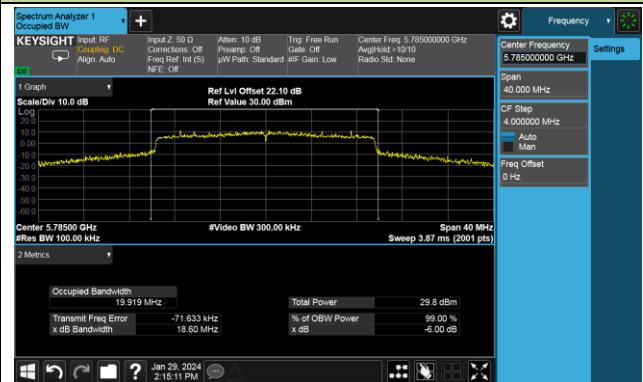 Spectrum Analyzer 1
Occupied BW
Frequency
KEYSIGHT
Input: RF
Coupling: DC
Align: Auto
Input Z: 50 Ω
Corrections: Off
Freq Ref: Int (S)
NFE: Off
Atten: 10 dB
Preamp: Off
µW Path: Standard
Trig: Free Run
Gate: Off
#IF Gain: Low
Center Freq: 5.785000000 GHz
Avg|Hold:>10/10
Radio Std: None
LXI
Center Frequency
5.785000000 GHz
Settings
Span
40.000 MHz
CF Step
4.000000 MHz
Auto
Man
Freq Offset
0 Hz
1 Graph
Scale/Div 10.0 dB
Ref Lvl Offset 22.10 dB
Ref Value 30.00 dBm
Log
20.0
10.0
0.00
-10.0
-20.0
-30.0
-40.0
-50.0
-60.0
Center 5.78500 GHz
#Res BW 100.00 kHz
#Video BW 300.00 kHz
Span 40 MHz
Sweep 3.87 ms (2001 pts)
2 Metrics
Occupied Bandwidth
19.919 MHz
Transmit Freq Error -71.633 kHz
x dB Bandwidth 18.60 MHz
Total Power 29.8 dBm
% of OBW Power 99.00 %
x dB -6.00 dB
Jan 29, 2024
2:15:11 PM